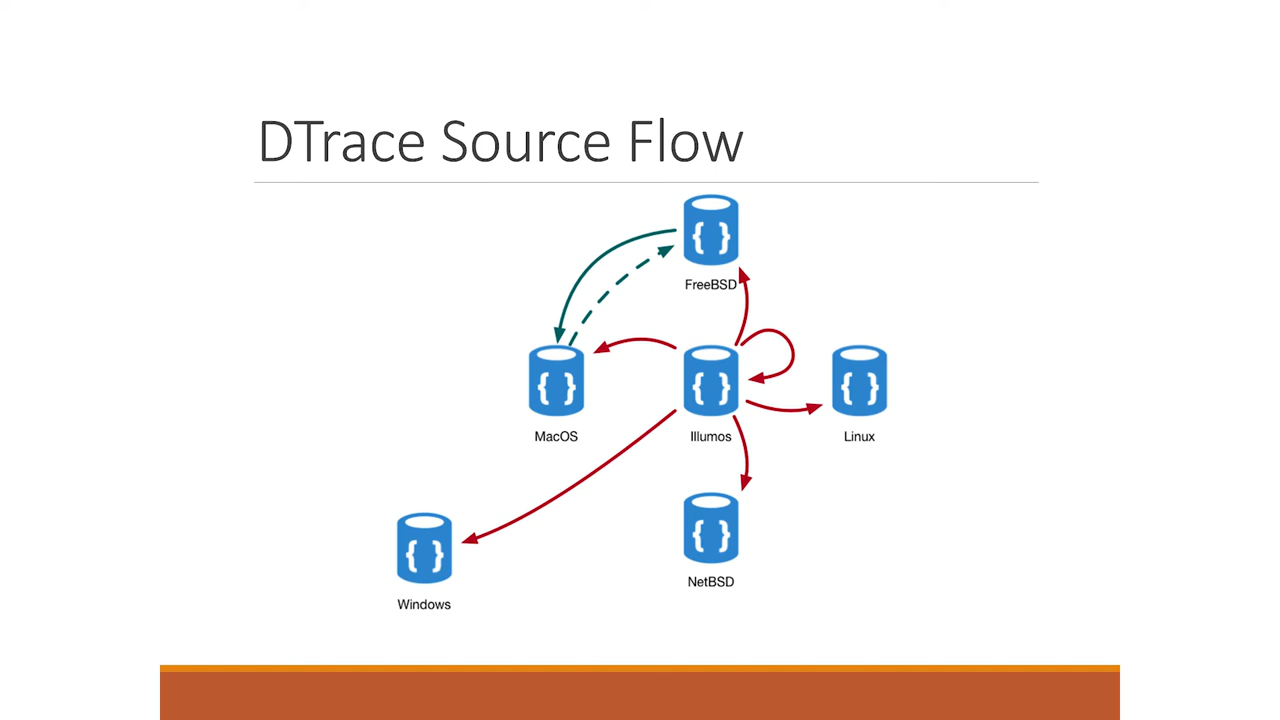 DTrace Source Flow
{ }
FreeBSD
{ }
MacOS
{ }
Illumos
{ }
Linux
{ }
NetBSD
{ }
Windows